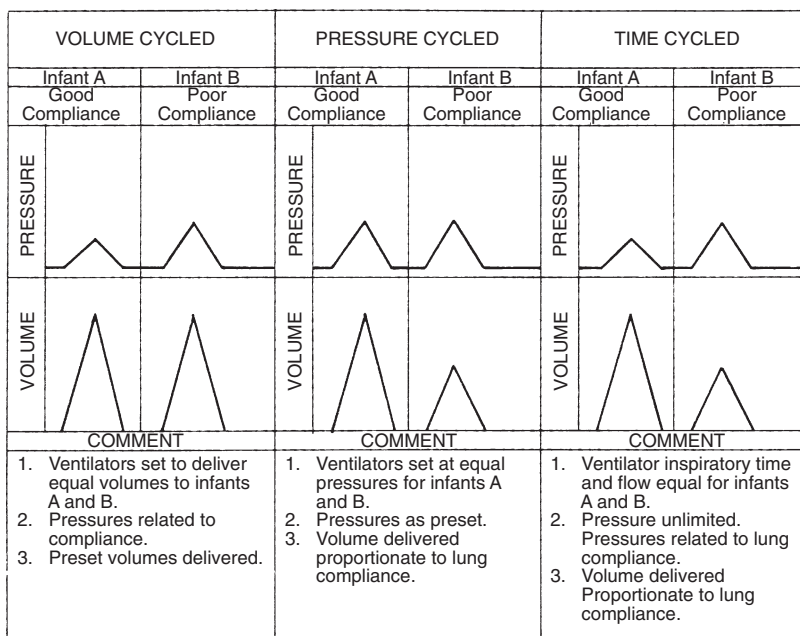 VOLUME CYCLED
PRESSURE CYCLED
TIME CYCLED
Infant A
Infant B
Infant A
Infant B
Infant A
Infant B
Good
Compliance
Poor
Compliance
Good
Compliance
Poor
Compliance
Good
Compliance
Poor
Compliance
PRESSURE
PRESSURE
PRESSURE
VOLUME
VOLUME
VOLUME
COMMENT
1. Ventilators set to deliver
equal volumes to infants
A and B.
2. Pressures related to
compliance.
3. Preset volumes delivered.
COMMENT
1. Ventilators set at equal
pressures for infants A
and B.
2. Pressures as preset.
3. Volume delivered
proportionate to lung
compliance.
COMMENT
1. Ventilator inspiratory time
and flow equal for infants
A and B.
2. Pressure unlimited.
Pressures related to lung
compliance.
3. Volume delivered
Proportionate to lung
compliance.